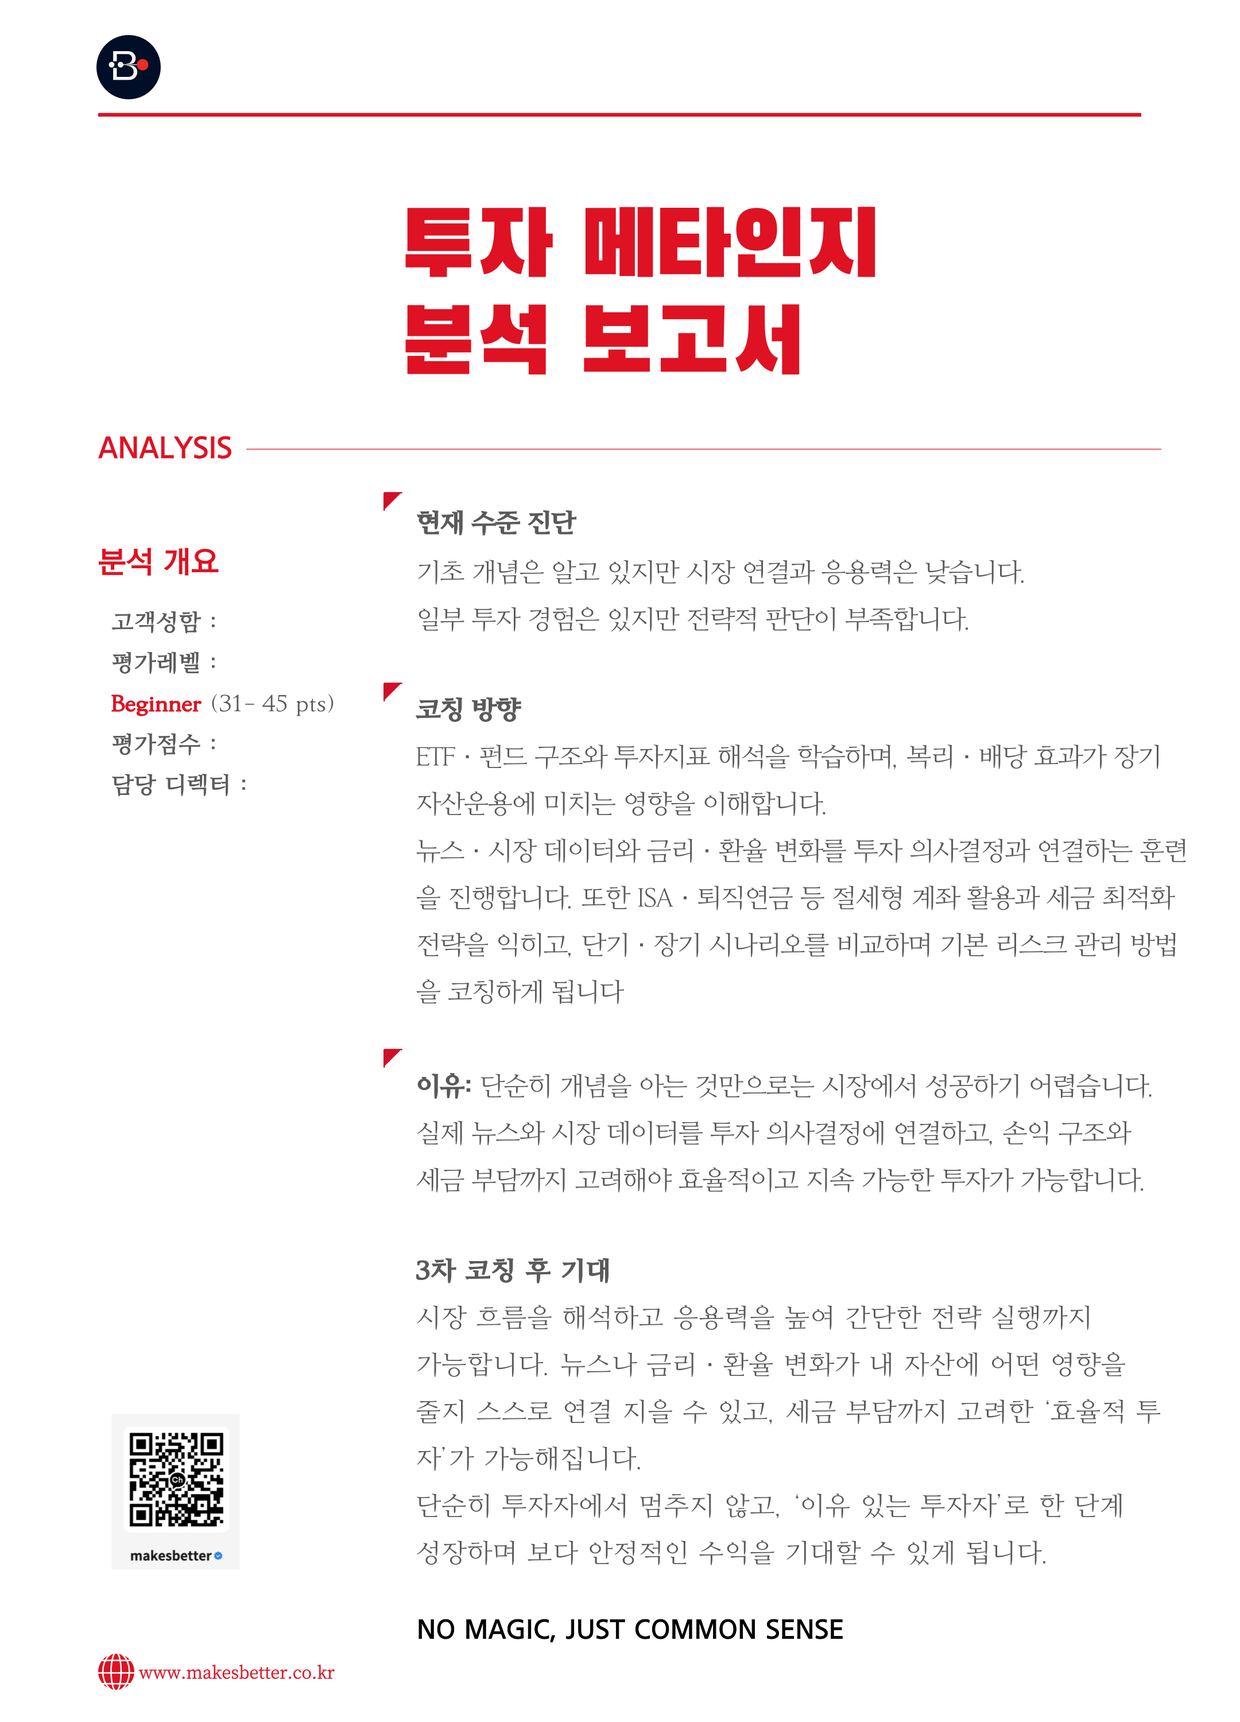 B
투자 메타인지
분석 보고서
ANALYSIS
분석 개요
고객성함 :
평가레벨 :
Beginner (31- 45 pts)
평가점수 :
담당 디렉터 :
현재 수준 진단
기초 개념은 알고 있지만 시장 연결과 응용력은 낮습니다.
일부 투자 경험은 있지만 전략적 판단이 부족합니다.
코칭 방향
ETF · 펀드 구조와 투자지표 해석을 학습하며, 복리 · 배당 효과가 장기
자산운용에 미치는 영향을 이해합니다.
뉴스 · 시장 데이터와 금리 · 환율 변화를 투자 의사결정과 연결하는 훈련
을 진행합니다. 또한 ISA · 퇴직연금 등 절세형 계좌 활용과 세금 최적화
전략을 익히고, 단기 · 장기 시나리오를 비교하며 기본 리스크 관리 방법
을 코칭하게 됩니다
이유: 단순히 개념을 아는 것만으로는 시장에서 성공하기 어렵습니다.
실제 뉴스와 시장 데이터를 투자 의사결정에 연결하고, 손익 구조와
세금 부담까지 고려해야 효율적이고 지속 가능한 투자가 가능합니다.
3차 코칭 후 기대
시장 흐름을 해석하고 응용력을 높여 간단한 전략 실행까지
가능합니다. 뉴스나 금리 · 환율 변화가 내 자산에 어떤 영향을
줄지 스스로 연결 지을 수 있고, 세금 부담까지 고려한 ‘효율적 투
자’가 가능해집니다.
단순히 투자자에서 멈추지 않고, ‘이유 있는 투자자’로 한 단계
성장하며 보다 안정적인 수익을 기대할 수 있게 됩니다.
Ch
makesbetter
NO MAGIC, JUST COMMON SENSE
www.makesbetter.co.kr